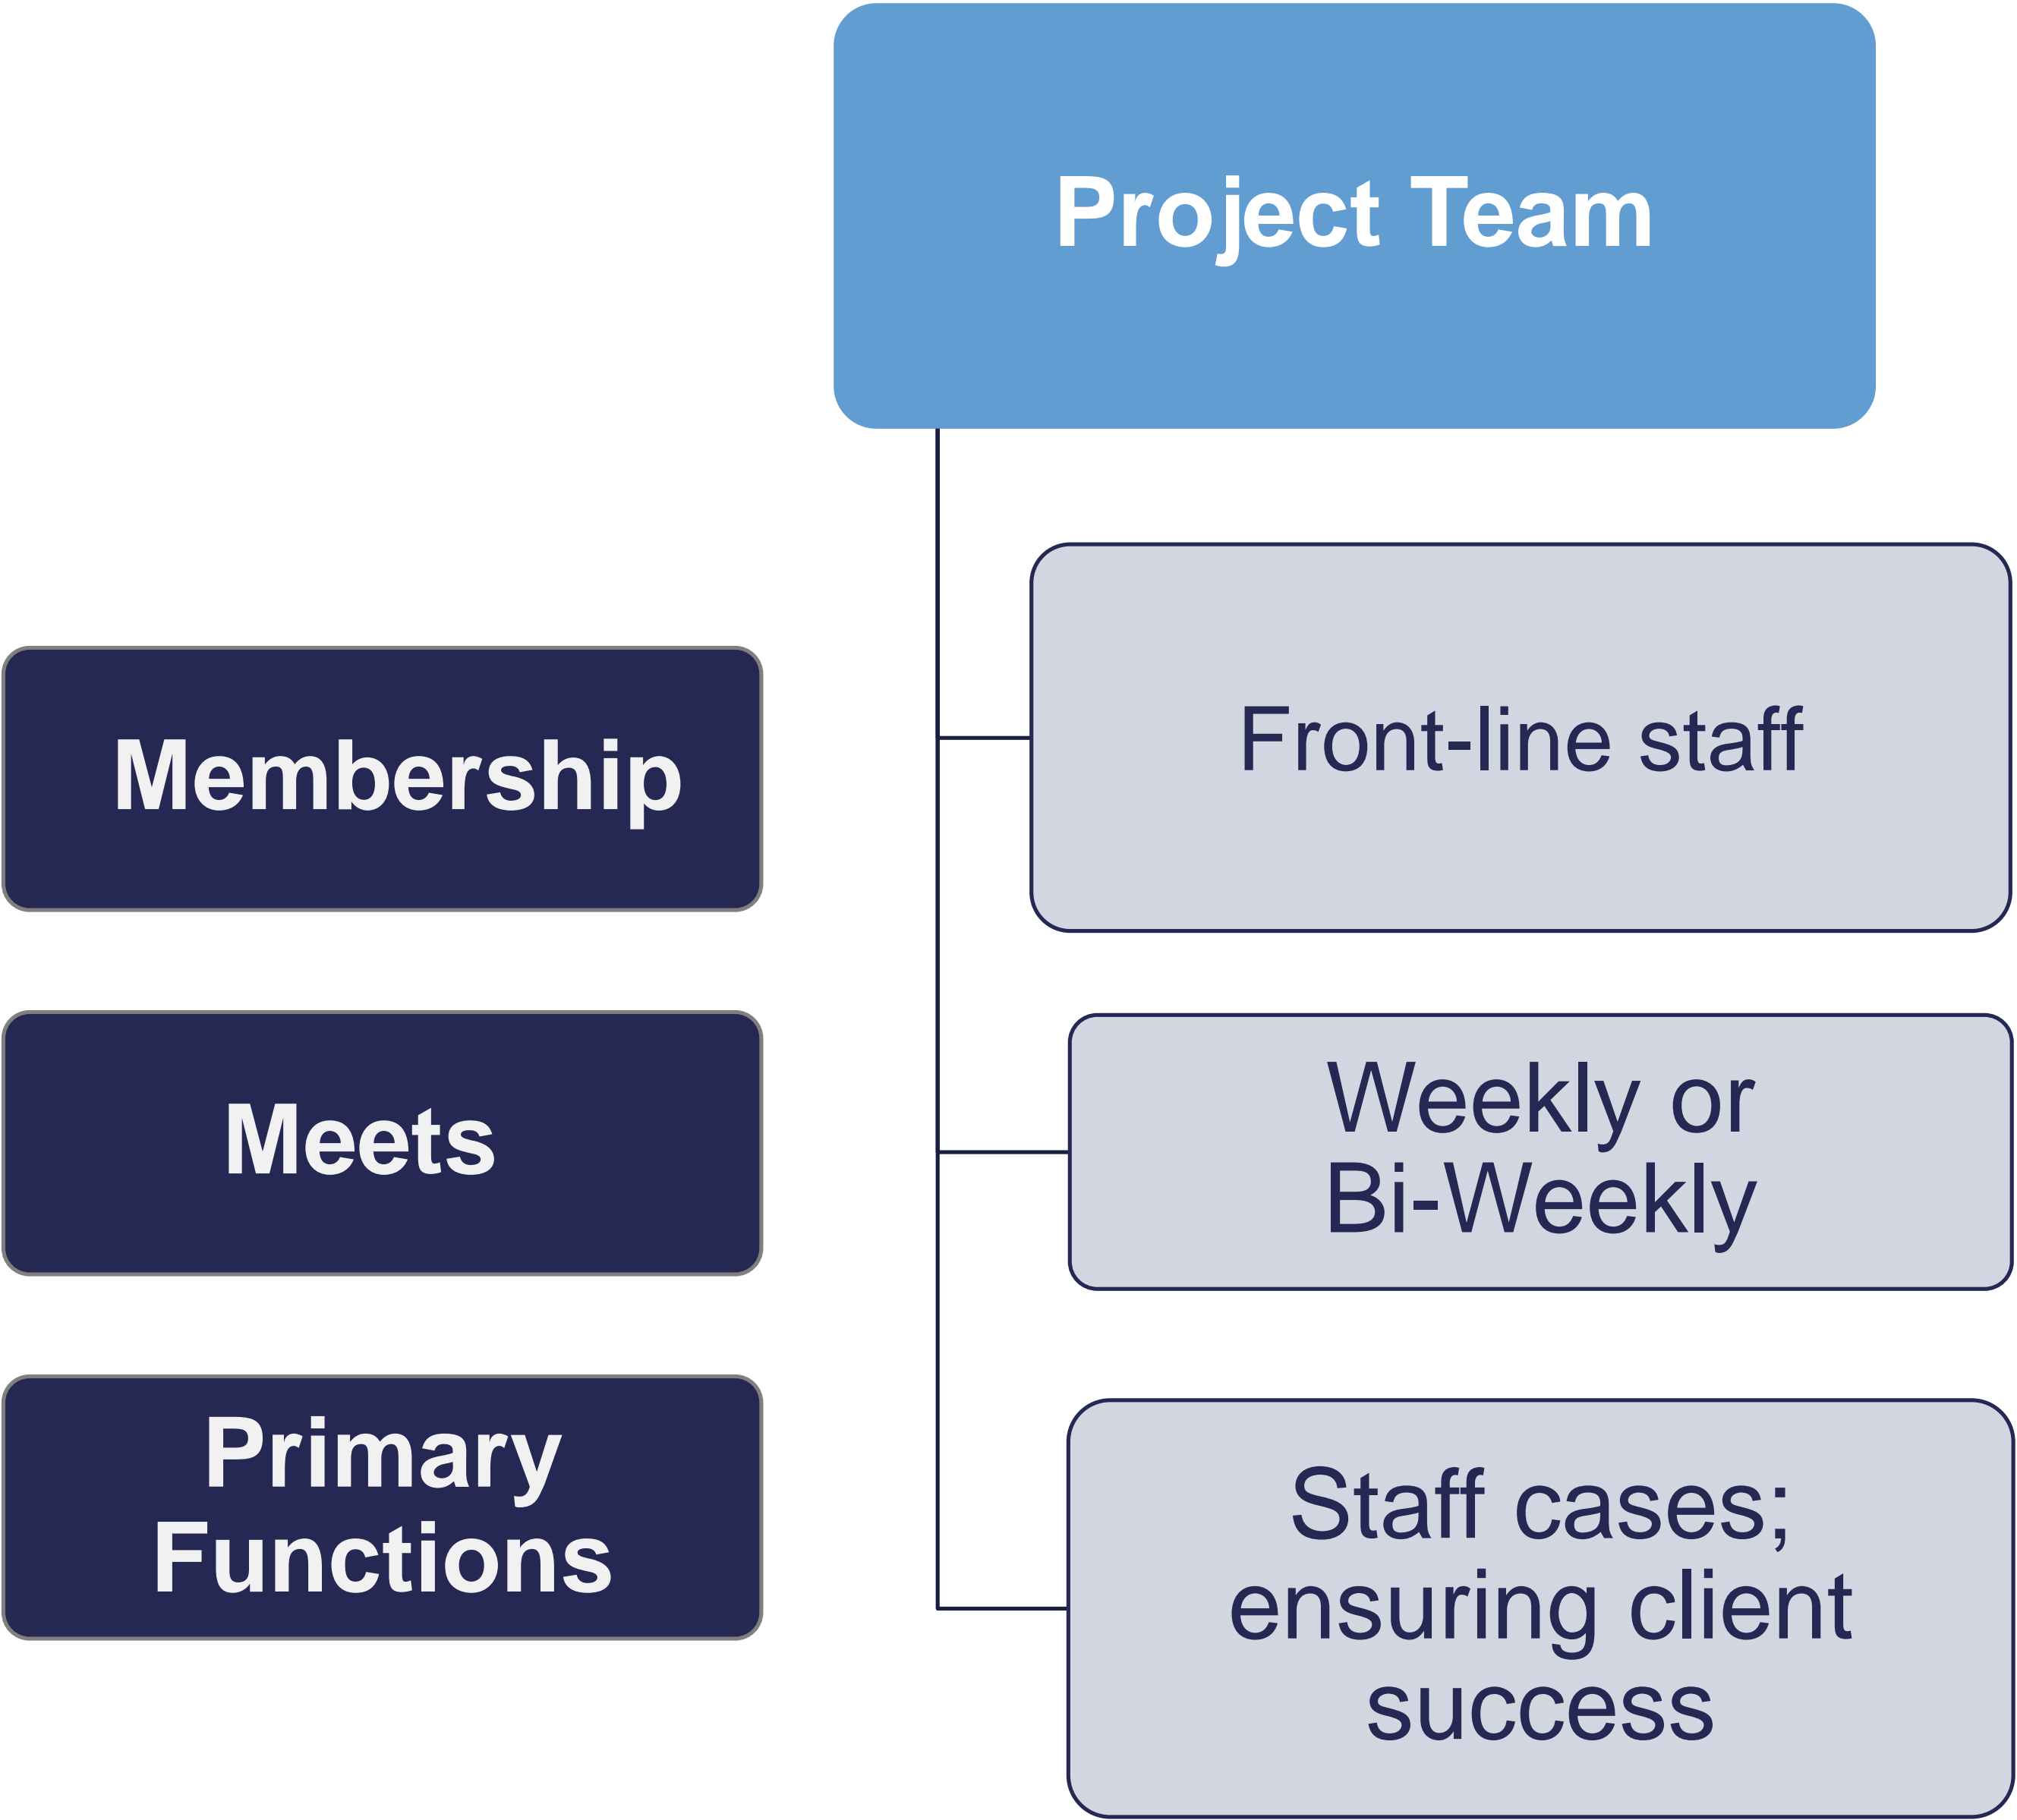 Project Team
Membership
Front-line staff
Meets
Weekly or
Bi-Weekly
Primary
Functions
Staff cases;
ensuring client
success